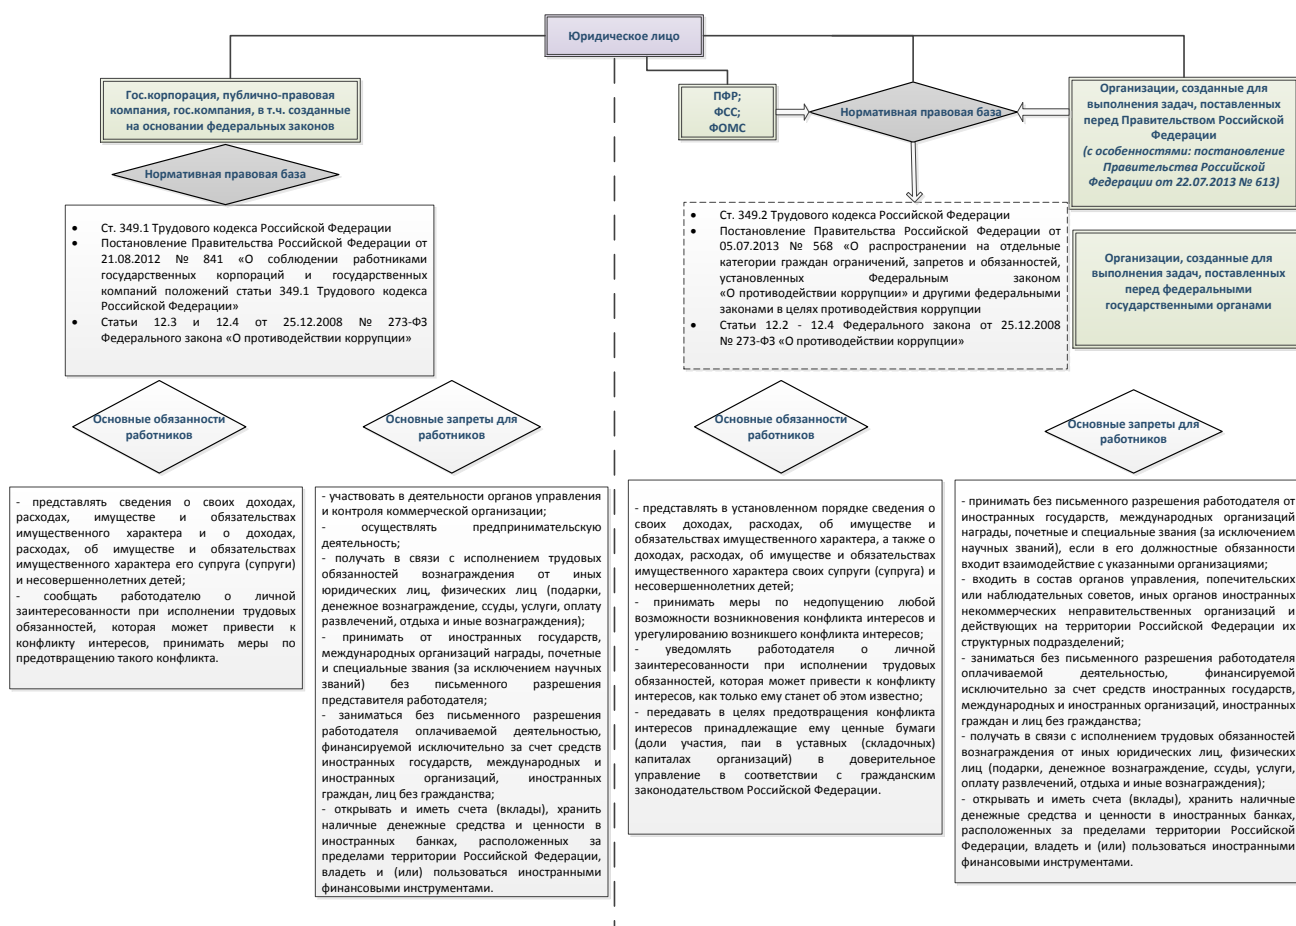 Юридическое лицо
Гос.корпорация, публично-правовая
компания, гос.компания, в т.ч. созданные
на основании федеральных законов
Нормативная правовая база
• Ст. 349.1 Трудового кодекса Российской Федерации
• Постановление Правительства Российской Федерации от
21.08.2012 № 841 «О соблюдении работниками
государственных корпораций и государственных
компаний положений статьи 349.1 Трудового кодекса
Российской Федерации»
• Статьи 12.3 и 12.4 от 25.12.2008 № 273-ФЗ
Федерального закона «О противодействии коррупции»
Основные обязанности
работников
- представлять сведения о своих доходах,
расходах, имуществе и обязательствах
имущественного характера и о доходах,
расходах, об имуществе и обязательствах
имущественного характера его супруга (супруги)
и несовершеннолетних детей;
- сообщать работодателю о личной
заинтересованности при исполнении трудовых
обязанностей, которая может привести к
конфликту интересов, принимать меры по
предотвращению такого конфликта.
Основные запреты для
работников
- участвовать в деятельности органов управления
и контроля коммерческой организации;
- осуществлять предпринимательскую
деятельность;
- получать в связи с исполнением трудовых
обязанностей вознаграждения от иных
юридических лиц, физических лиц (подарки,
денежное вознаграждение, ссуды, услуги, оплату
развлечений, отдыха и иные вознаграждения);
- принимать от иностранных государств,
международных организаций награды, почетные
и специальные звания (за исключением научных
званий) без письменного разрешения
представителя работодателя;
- заниматься без письменного разрешения
работодателя оплачиваемой деятельностью,
финансируемой исключительно за счет средств
иностранных государств, международных и
иностранных организаций, иностранных
граждан, лиц без гражданства;
- открывать и иметь счета (вклады), хранить
наличные денежные средства и ценности в
иностранных банках, расположенных за
пределами территории Российской Федерации,
владеть и (или) пользоваться иностранными
финансовыми инструментами.
ПФР;
ФСС;
ФОМС
Нормативная правовая база
Организации, созданные для
выполнения задач, поставленных
перед Правительством Российской
Федерации
(с особенностями: постановление
Правительства Российской
Федерации от 22.07.2013 № 613)
• Ст. 349.2 Трудового кодекса Российской Федерации
• Постановление Правительства Российской Федерации от
05.07.2013 № 568 «О распространении на отдельные
категории граждан ограничений, запретов и обязанностей,
установленных Федеральным законом
«О противодействии коррупции» и другими федеральными
законами в целях противодействия коррупции
• Статьи 12.2 - 12.4 Федерального закона от 25.12.2008
№ 273-ФЗ «О противодействии коррупции»
Организации, созданные для
выполнения задач, поставленных
перед федеральными
государственными органами
Основные обязанности
работников
- представлять в установленном порядке сведения о
своих доходах, расходах, об имуществе и
обязательствах имущественного характера, а также о
доходах, расходах, об имуществе и обязательствах
имущественного характера своих супруги (супруга) и
несовершеннолетних детей;
- принимать меры по недопущению любой
возможности возникновения конфликта интересов и
урегулированию возникшего конфликта интересов;
- уведомлять работодателя о личной
заинтересованности при исполнении трудовых
обязанностей, которая может привести к конфликту
интересов, как только ему станет об этом известно;
- передавать в целях предотвращения конфликта
интересов принадлежащие ему ценные бумаги
(доли участия, паи в уставных (складочных)
капиталах организаций) в доверительное
управление в соответствии с гражданским
законодательством Российской Федерации.
Основные запреты для
работников
- принимать без письменного разрешения работодателя от
иностранных государств, международных организаций
награды, почетные и специальные звания (за исключением
научных званий), если в его должностные обязанности
входит взаимодействие с указанными организациями;
- входить в состав органов управления, попечительских
или наблюдательных советов, иных органов иностранных
некоммерческих неправительственных организаций и
действующих на территории Российской Федерации их
структурных подразделений;
- заниматься без письменного разрешения работодателя
оплачиваемой деятельностью, финансируемой
исключительно за счет средств иностранных государств,
международных и иностранных организаций, иностранных
граждан и лиц без гражданства;
- получать в связи с исполнением трудовых обязанностей
вознаграждения от иных юридических лиц, физических
лиц (подарки, денежное вознаграждение, ссуды, услуги,
оплату развлечений, отдыха и иные вознаграждения);
- открывать и иметь счета (вклады), хранить наличные
денежные средства и ценности в иностранных банках,
расположенных за пределами территории Российской
Федерации, владеть и (или) пользоваться иностранными
финансовыми инструментами.